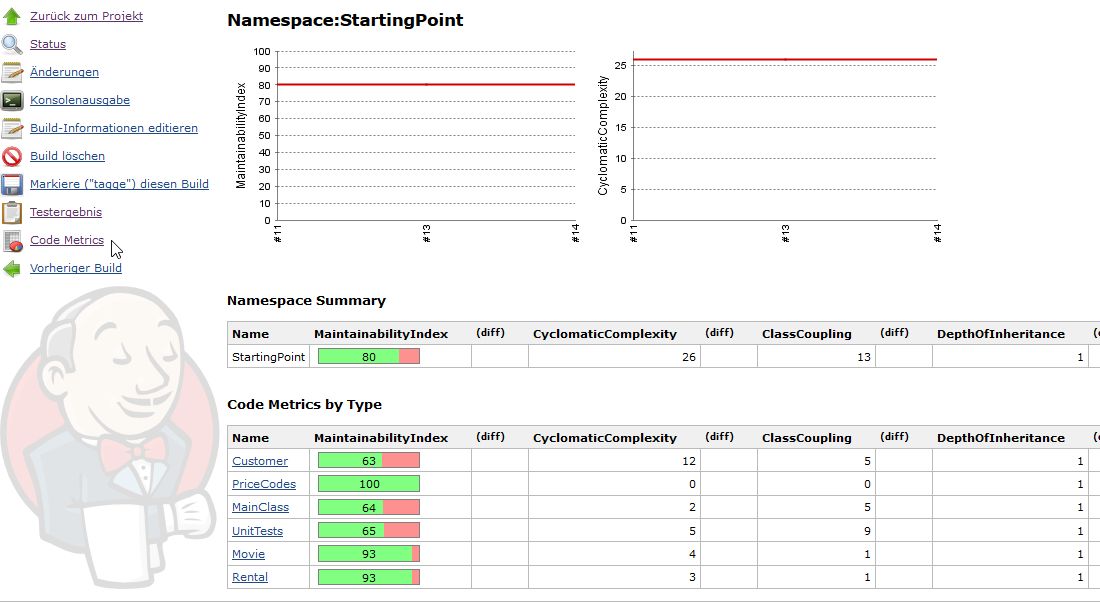 Zurück zum Projekt
Status
Änderungen
Konsolenausgabe
Build-Informationen editieren
Build löschen
Markiere ("tagge") diesen Build
Testergebnis
Code Metrics
Vorheriger Build
Namespace:StartingPoint
MaintainabilityIndex
100
90
80
70
60
50
40
30
20
10
0
#11
#13
#14
CyclomaticComplexity
25
20
15
10
5
0
#11
#13
#14
Namespace Summary
Name MaintainabilityIndex (diff) CyclomaticComplexity (diff) ClassCoupling (diff) DepthOfInheritance (
StartingPoint 80 26 13 1
Code Metrics by Type
Name MaintainabilityIndex (diff) CyclomaticComplexity (diff) ClassCoupling (diff) DepthOfInheritance (
Customer 63 12 5 1
PriceCodes 100 0 0 1
MainClass 64 2 5 1
UnitTests 65 5 9 1
Movie 93 4 1 1
Rental 93 3 1 1